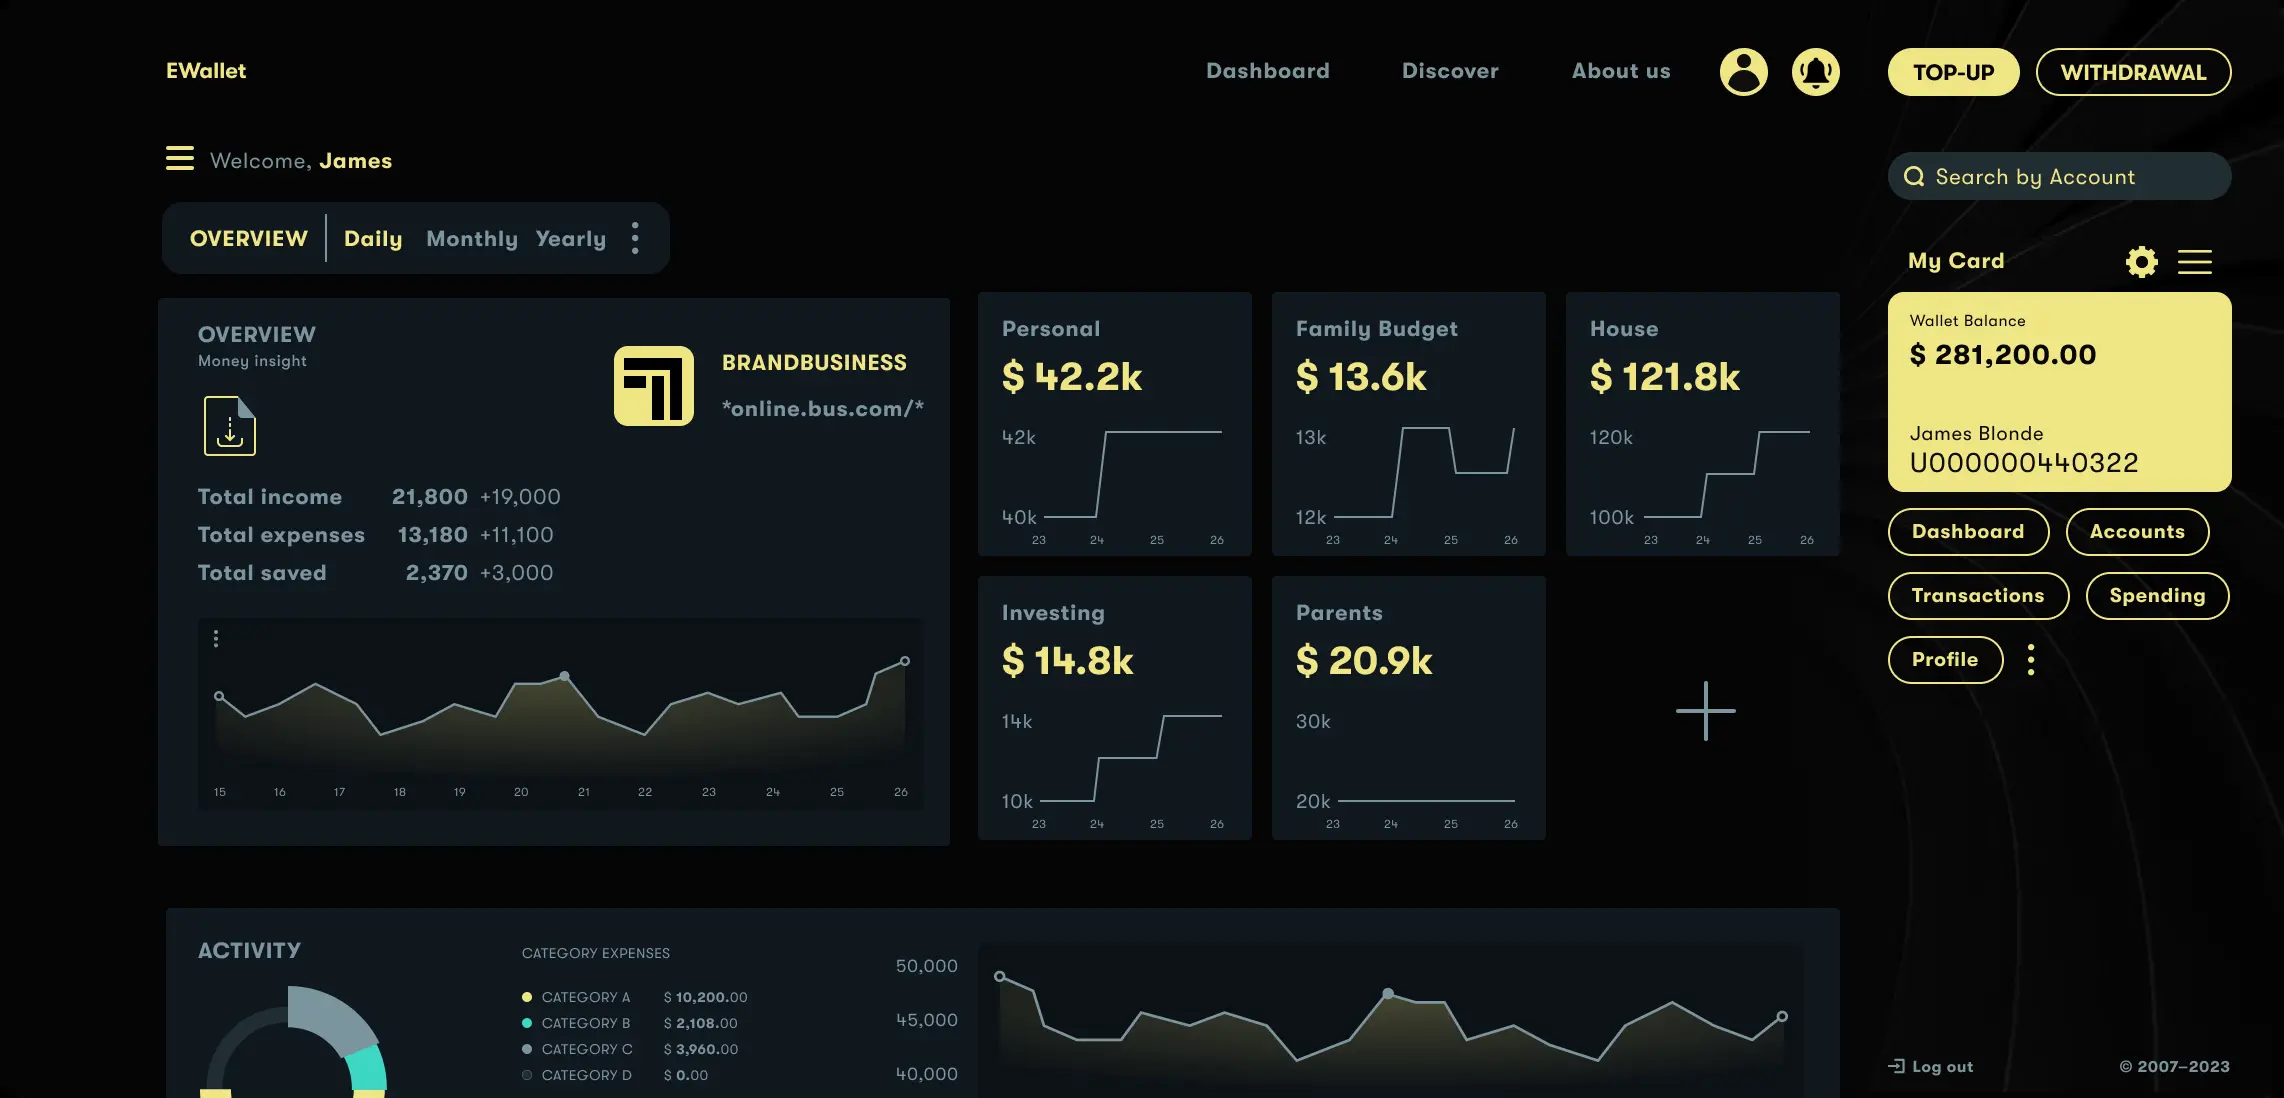 EWallet
Dashboard Discover About us
TOP-UP WITHDRAWAL
Welcome, James
Search by Account
OVERVIEW Daily Monthly Yearly
OVERVIEW
Money insight
BRANDBUSINESS
*online.bus.com/*
Total income 21,800 +19,000
Total expenses 13,180 +11,100
Total saved 2,370 +3,000
15 16 17 18 19 20 21 22 23 24 25 26
Personal
$ 42.2k
42k
40k
23 24 25 26
Family Budget
$ 13.6k
13k
12k
23 24 25 26
House
$ 121.8k
120k
100k
23 24 25 26
Investing
$ 14.8k
14k
10k
23 24 25 26
Parents
$ 20.9k
30k
20k
23 24 25 26
My Card
Wallet Balance
$ 281,200.00
James Blonde
U000000440322
Dashboard Accounts
Transactions Spending
Profile
ACTIVITY
CATEGORY EXPENSES
CATEGORY A $ 10,200.00
CATEGORY B $ 2,108.00
CATEGORY C $ 3,960.00
CATEGORY D $ 0.00
50,000
45,000
40,000
Log out © 2007–2023